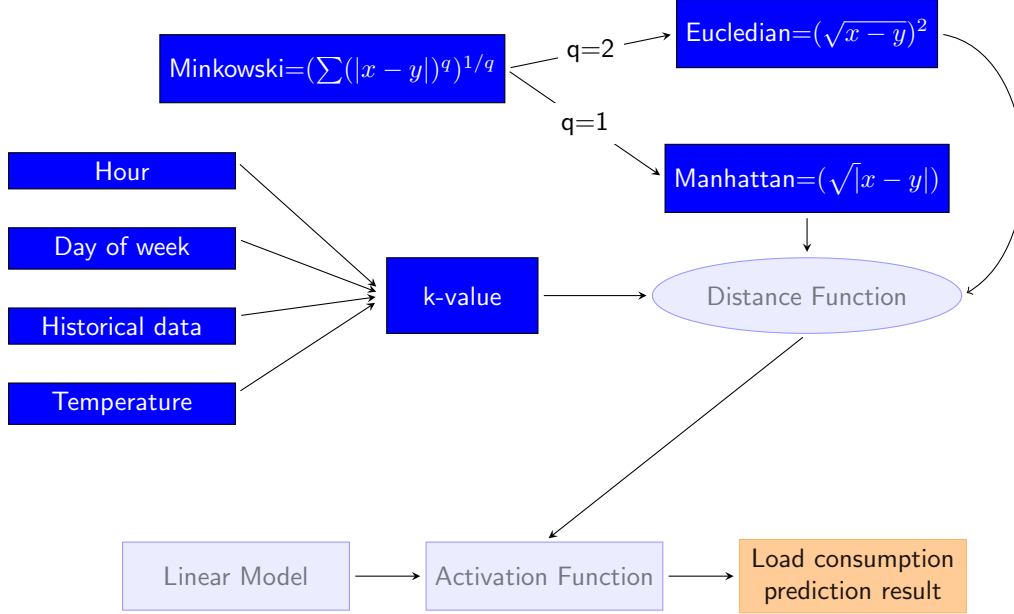 Eucledian=(√x − y)²
Minkowski=(∑(|x − y|)^q)^{1/q}
q=2
q=1
Manhattan=(√|x − y|)
Hour
Day of week
Historical data
Temperature
k-value
Distance Function
Linear Model
Activation Function
Load consumption
prediction result